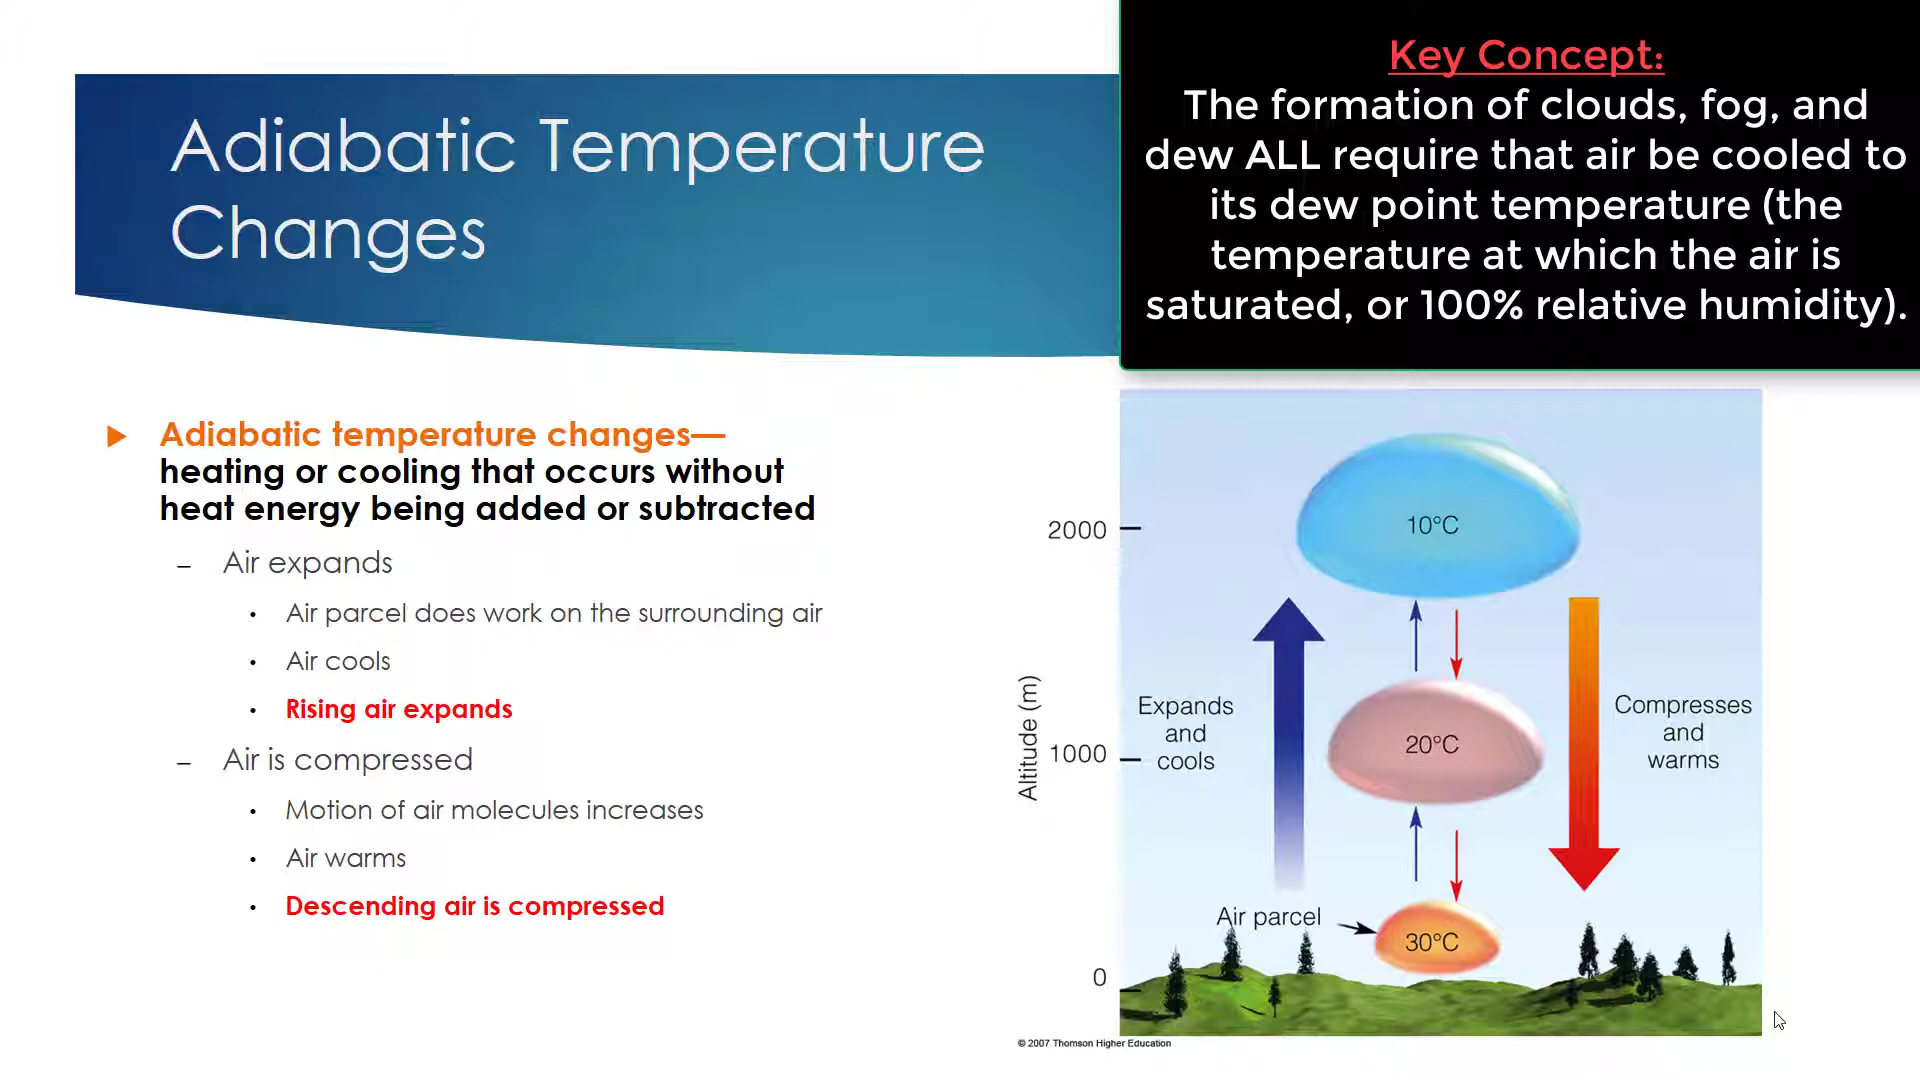 Adiabatic Temperature
Changes
Key Concept:
The formation of clouds, fog, and
dew ALL require that air be cooled to
its dew point temperature (the
temperature at which the air is
saturated, or 100% relative humidity).
Adiabatic temperature changes—
heating or cooling that occurs without
heat energy being added or subtracted
– Air expands
• Air parcel does work on the surrounding air
• Air cools
• Rising air expands
– Air is compressed
• Motion of air molecules increases
• Air warms
• Descending air is compressed
Altitude (m)
2000
1000
0
10°C
Expands
and
cools
20°C
Compresses
and
warms
Air parcel
30°C
© 2007 Thomson Higher Education